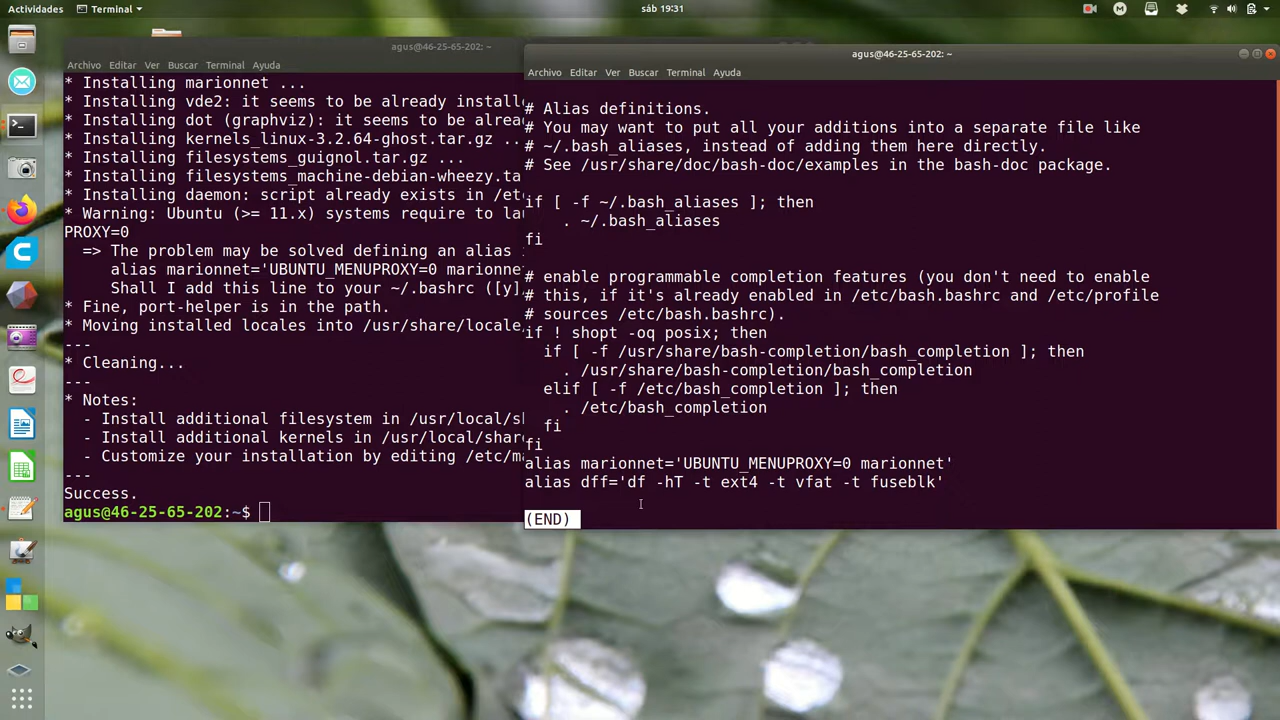 Actividades
Terminal
sáb 19:31
agus@46-25-65-202: ~
Archivo Editar Ver Buscar Terminal Ayuda
* Installing marionnet ...
* Installing vde2: it seems to be already
* Installing dot (graphviz): it seems to be
* Installing kernels_linux-3.2.64-ghost.tar.gz ..
* Installing filesystems_guignol.tar.gz ...
* Installing filesystems_machine-debian-wheezy.ta
* Installing daemon: script already exists in
* Warning: Ubuntu (>= 11.x) systems require to
PROXY=0
=> The problem may be solved defining an alias
alias marionnet='UBUNTU_MENUPROXY=0
Shall I add this line to your ~/.bashrc ([y],
* Fine, port-helper is in the path.
* Moving installed locales into /usr/share/locale
---
* Cleaning...
---
* Notes:
- Install additional filesystem in /usr/local/s
- Install additional kernels in /usr/local/share
- Customize your installation by editing /etc/m
---
Success.
agus@46-25-65-202:~$
agus@46-25-65-202: ~
Archivo Editar Ver Buscar Terminal Ayuda
# Alias definitions.
# You may want to put all your additions into a separate file like
# ~/.bash_aliases, instead of adding them here directly.
# See /usr/share/doc/bash-doc/examples in the bash-doc package.
if [ -f ~/.bash_aliases ]; then
. ~/.bash_aliases
fi
# enable programmable completion features (you don't need to enable
# this, if it's already enabled in /etc/bash.bashrc and /etc/profile
# sources /etc/bash.bashrc).
if ! shopt -oq posix; then
if [ -f /usr/share/bash-completion/bash_completion ]; then
. /usr/share/bash-completion/bash_completion
elif [ -f /etc/bash_completion ]; then
. /etc/bash_completion
fi
fi
alias marionnet='UBUNTU_MENUPROXY=0 marionnet'
alias dff='df -hT -t ext4 -t vfat -t fuseblk'
(END)